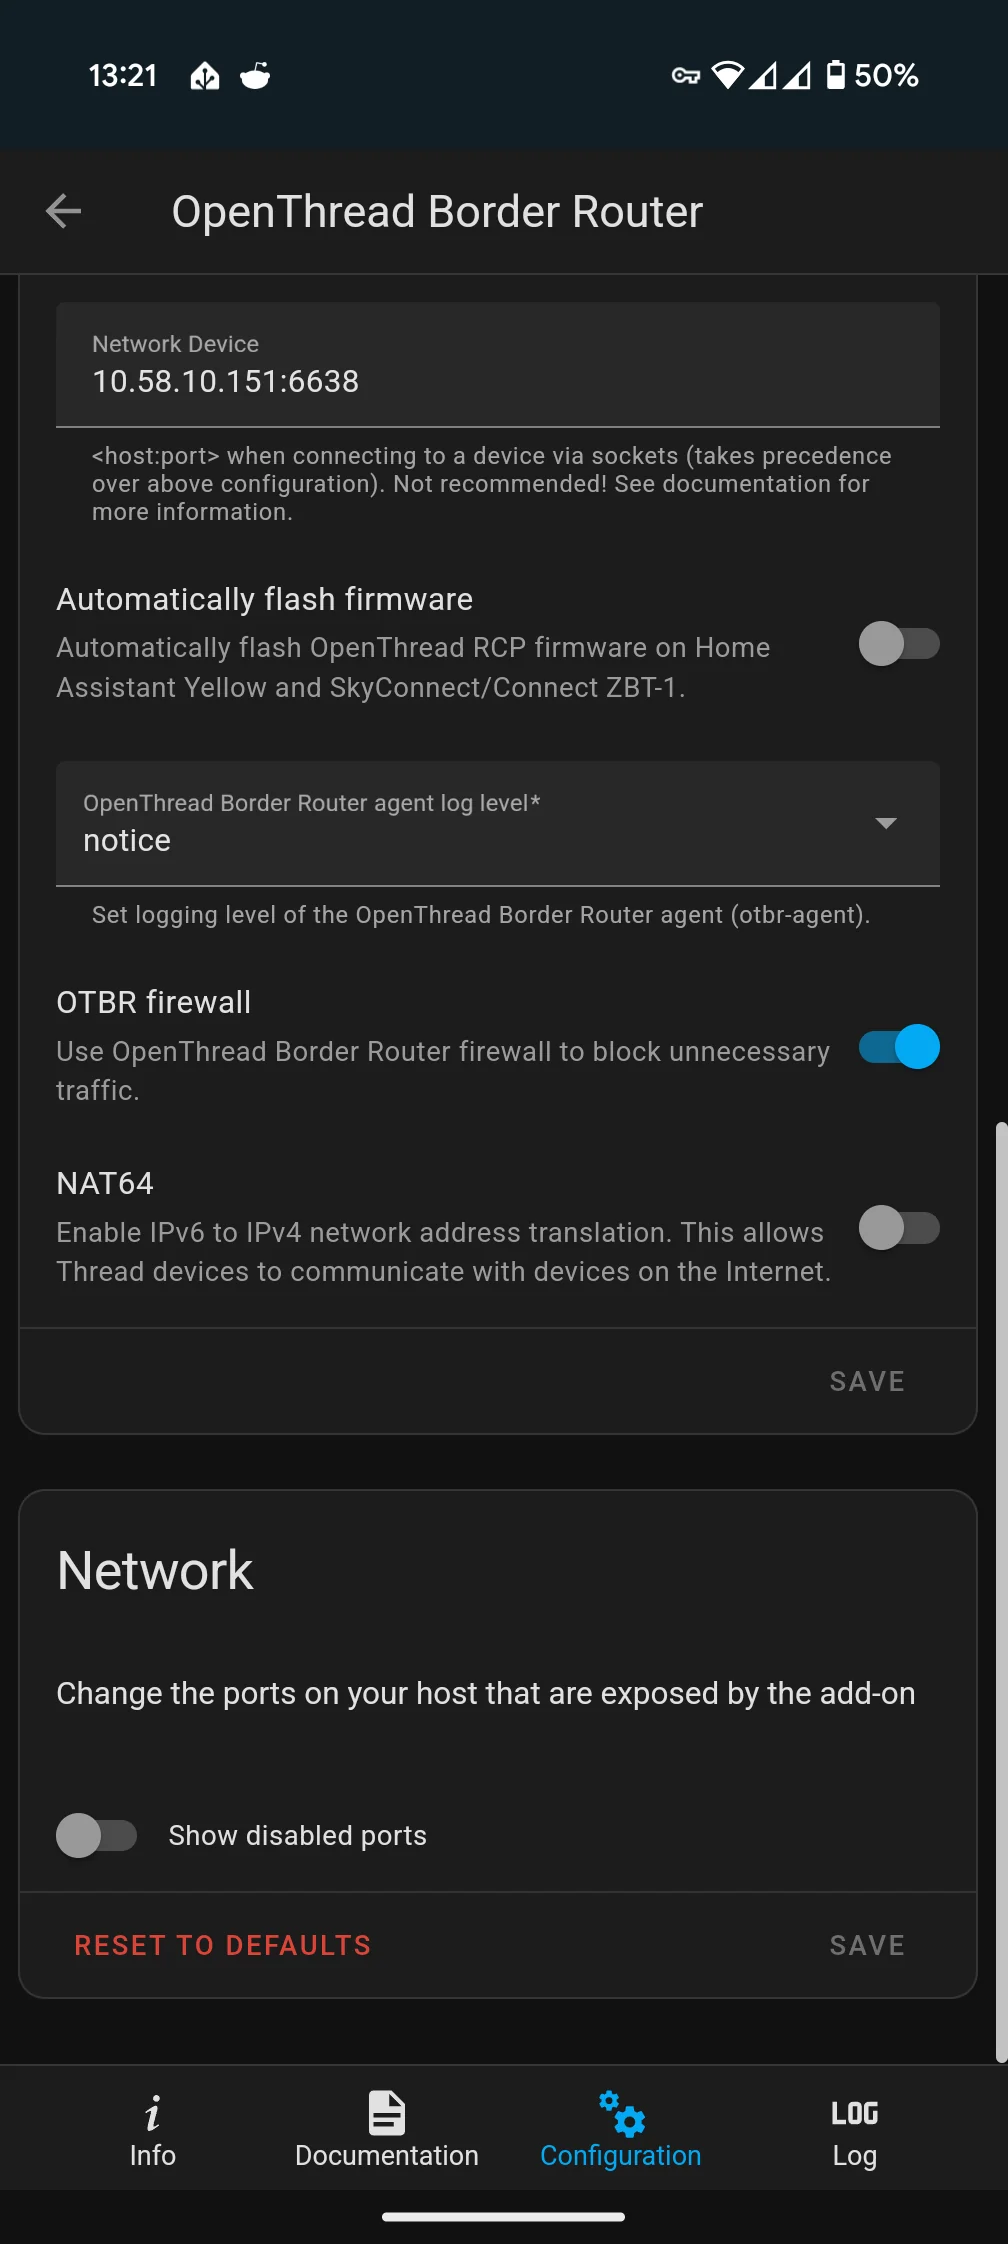 13:21
50%
OpenThread Border Router
Network Device
10.58.10.151:6638
<host:port> when connecting to a device via sockets (takes precedence
over above configuration). Not recommended! See documentation for
more information.
Automatically flash firmware
Automatically flash OpenThread RCP firmware on Home
Assistant Yellow and SkyConnect/Connect ZBT-1.
OpenThread Border Router agent log level*
notice
Set logging level of the OpenThread Border Router agent (otbr-agent).
OTBR firewall
Use OpenThread Border Router firewall to block unnecessary
traffic.
NAT64
Enable IPv6 to IPv4 network address translation. This allows
Thread devices to communicate with devices on the Internet.
SAVE
Network
Change the ports on your host that are exposed by the add-on
Show disabled ports
RESET TO DEFAULTS
SAVE
Info
Documentation
Configuration
LOG
Log